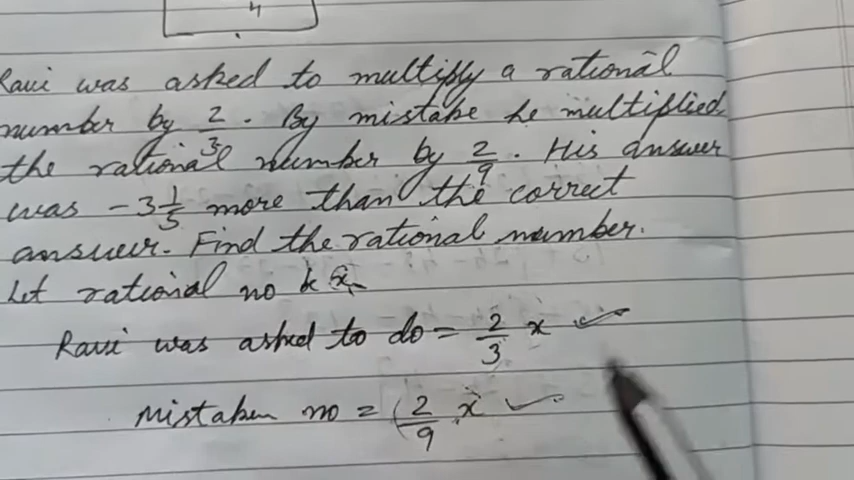 4
Ravi was asked to multiply a rational
number by 2/3. By mistake he multiplied
the rational number by 2/9. His answer
was -3 1/5 more than the correct
answer. Find the rational number.
Let rational no be x
Ravi was asked to do = 2/3 x ✓
Mistaken no = (2/9 x ✓